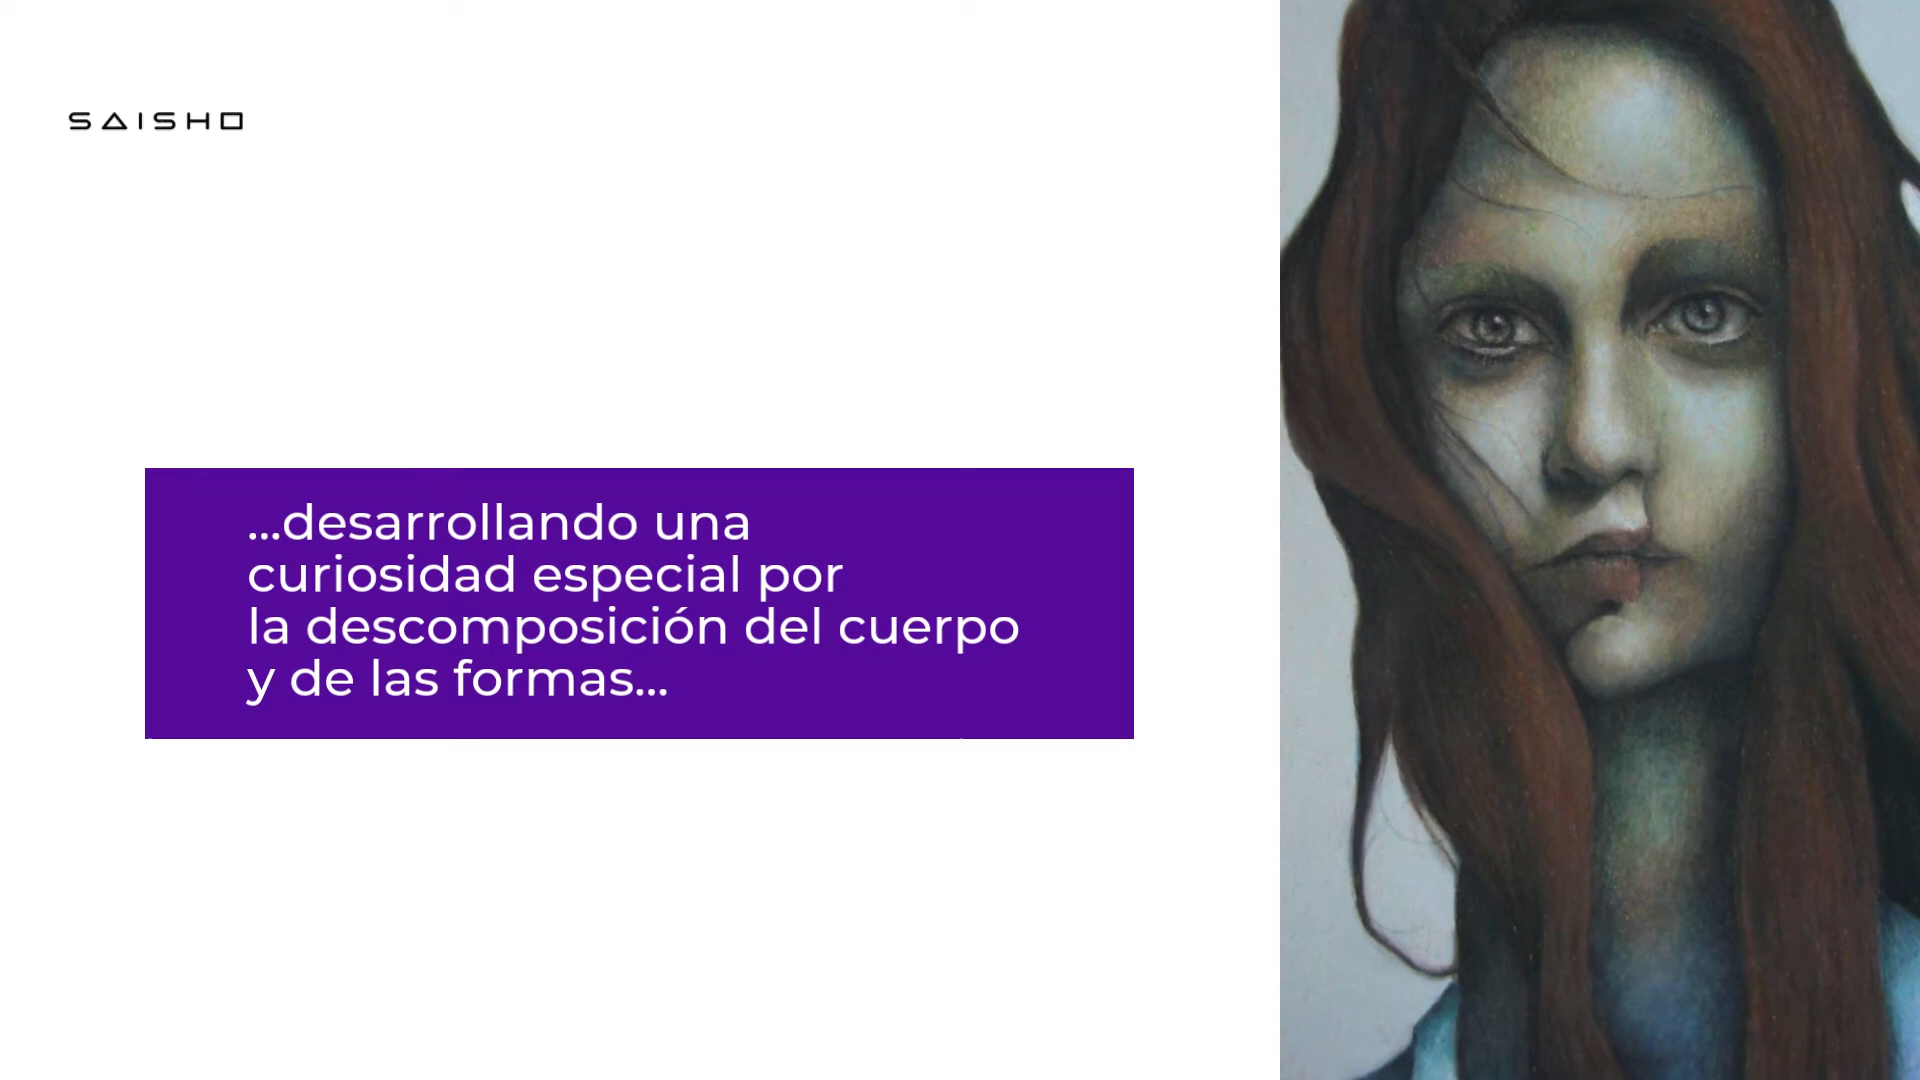 SAISHO
...desarrollando una
curiosidad especial por
la descomposición del cuerpo
y de las formas...